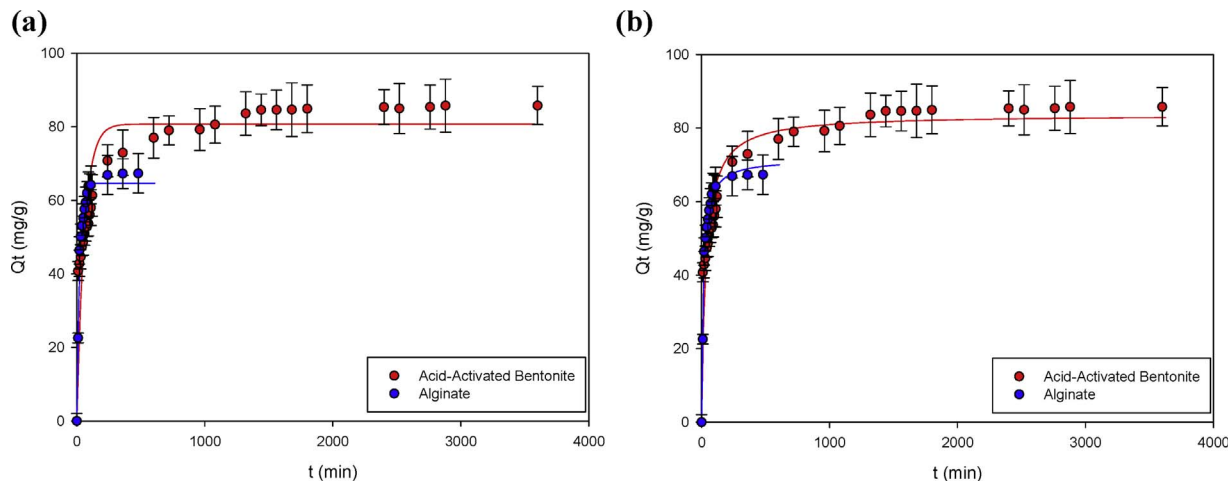 (a)
100
80
60
40
20
0
Qt (mg/g)
0 1000 2000 3000 4000
t (min)
Acid-Activated Bentonite
Alginate
(b)
100
80
60
40
20
0
Qt (mg/g)
0 1000 2000 3000 4000
t (min)
Acid-Activated Bentonite
Alginate